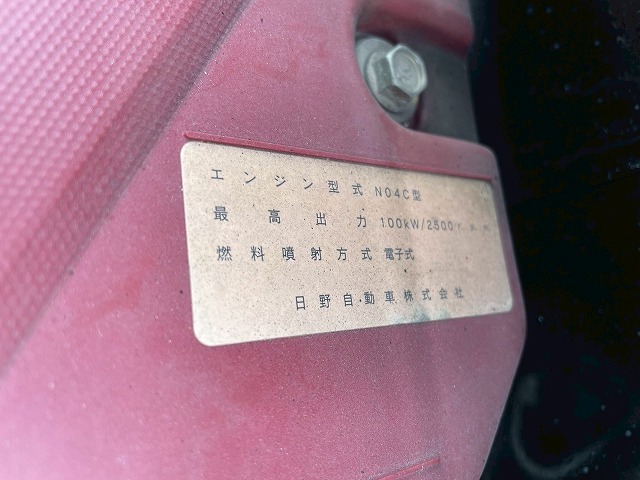 エンジン型式 N04C型
最高出力 100kW/2500r.p.m
燃料噴射方式 電子式
日野自動車株式会社